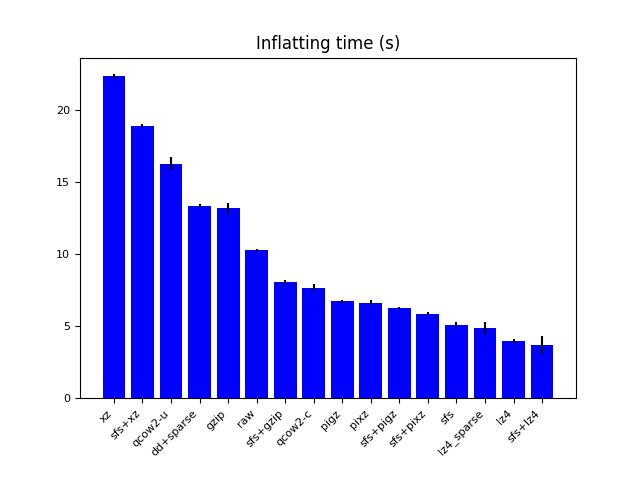 Inflatting time (s)
20
15
10
5
0
xz
sfs+xz
qcow2-u
dd+sparse
gzip
raw
sfs+gzip
qcow2-c
pigz
pixz
sfs+pigz
sfs+pixz
sfs
lz4_sparse
lz4
sfs+lz4